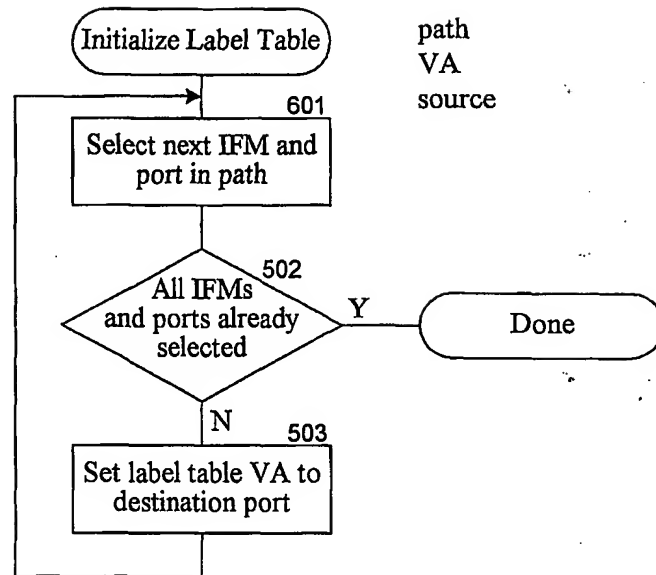 Initialize Label Table
path
VA
source
601
Select next IFM and
port in path
502
All IFMs
and ports already
selected
Y
Done
N
503
Set label table VA to
destination port